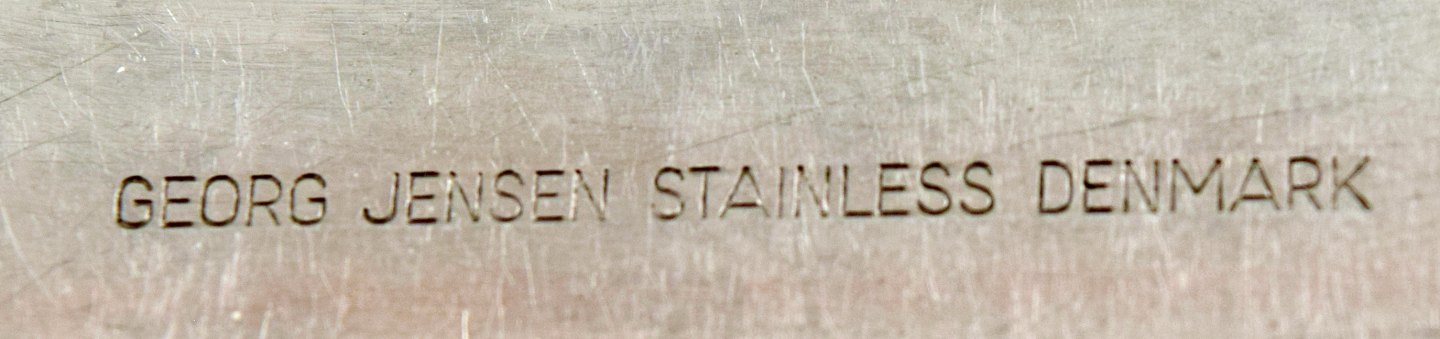 GEORG JENSEN STAINLESS DENMARK